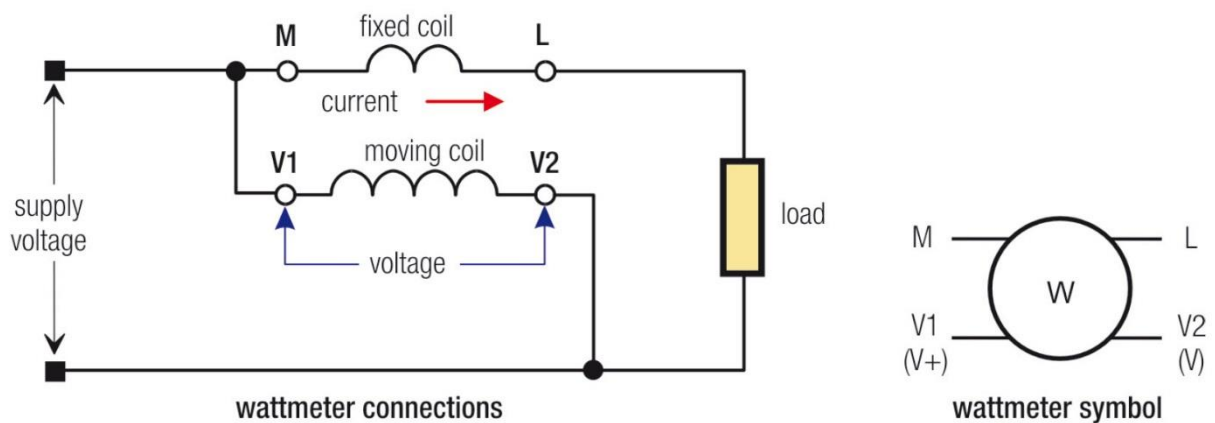 fixed coil
M
L
current
V1
moving coil
V2
supply
voltage
voltage
load
wattmeter connections
M
L
W
V1
(V+)
V2
(V)
wattmeter symbol